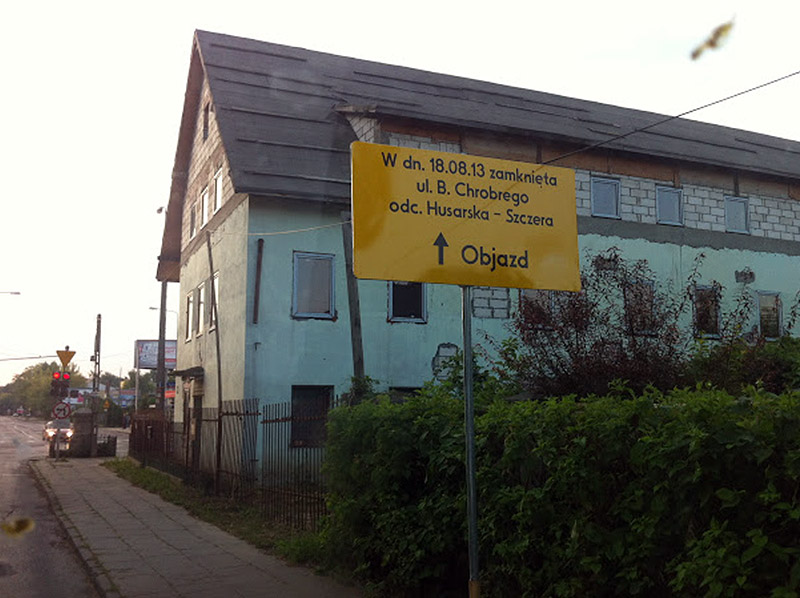 W dn. 18.08.13 zamknięta
ul. B. Chrobrego
odc. Husarska - Szczera
↑ Objazd